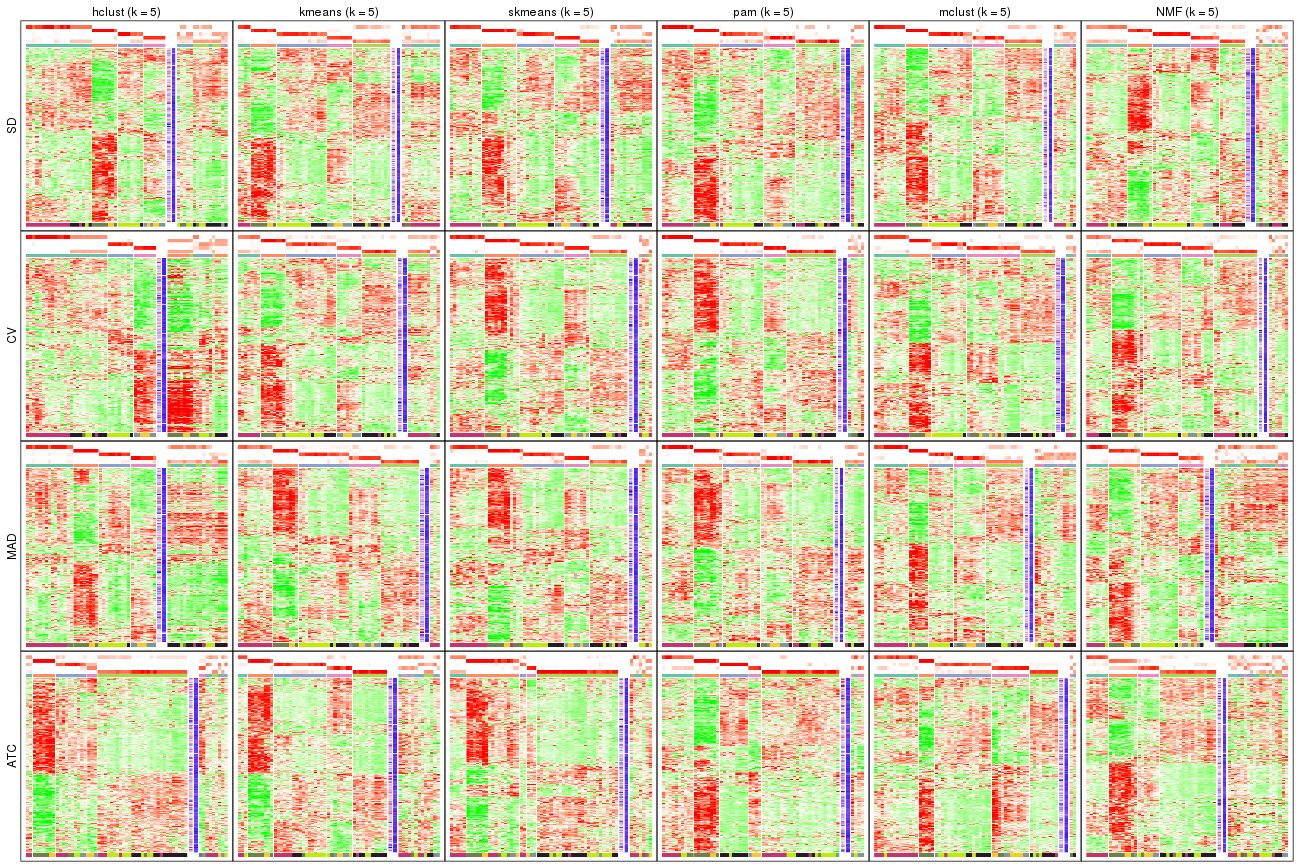 hclust (k = 5)
kmeans (k = 5)
skmeans (k = 5)
pam (k = 5)
mclust (k = 5)
NMF (k = 5)
SD
CV
MAD
ATC